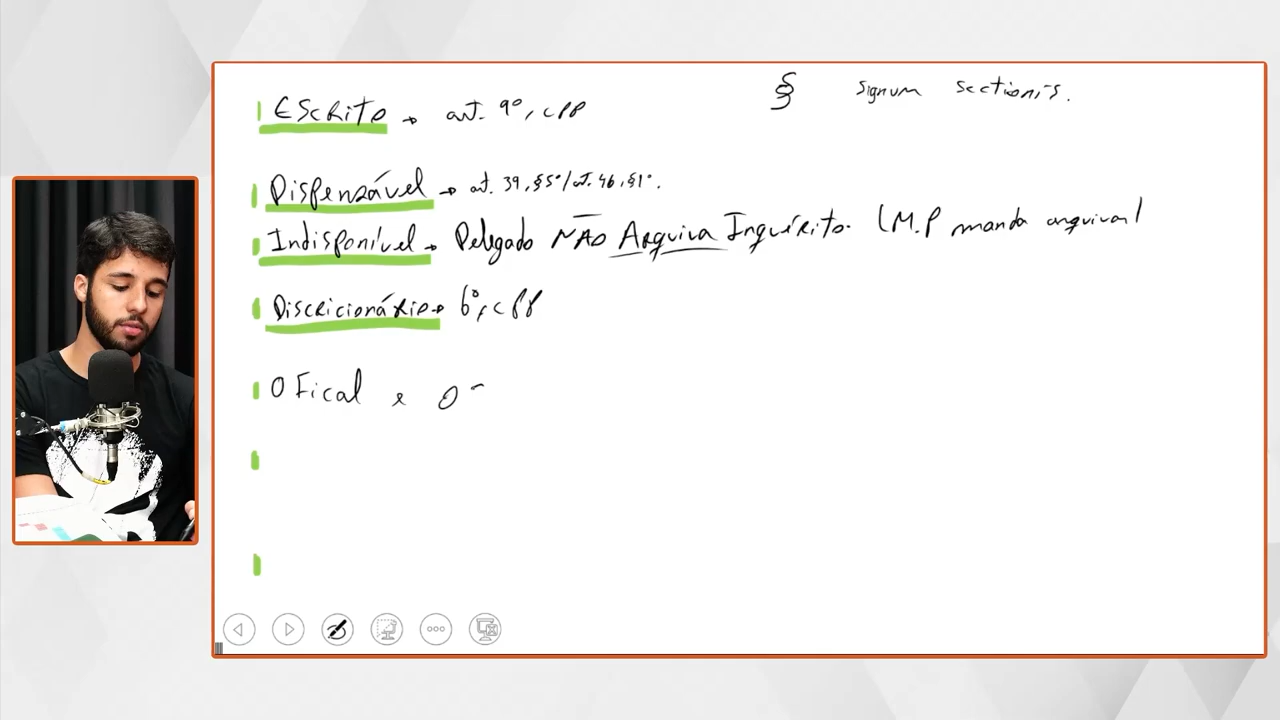 Escrito → art. 9º, CPP
§ signum sectionis.
Dispensável → art. 39, §5º / art. 46, §1º.
Indisponível → Delegado NÃO Arquiva Inquérito. (M.P manda arquivar)
Discricionário → 6º, CPP
OFical e O